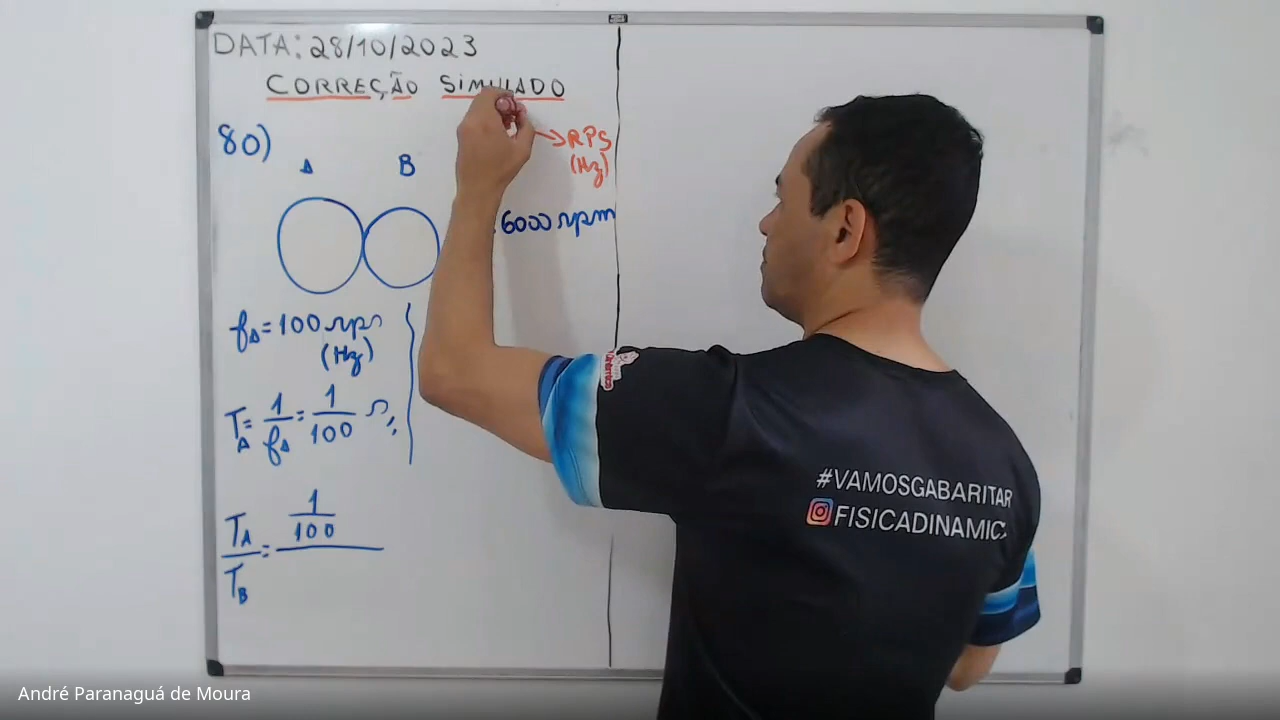 DATA: 28/10/2023
CORREÇÃO SIMULADO
80)
A B
RPS
(Hz)
6000 rpm
fA = 100 rps
(Hz)
TA = 1/fA = 1/100 s
TA/TB = 1/100
#VAMOSGABARITAR
FISICADINAMIC
André Paranaguá de Moura